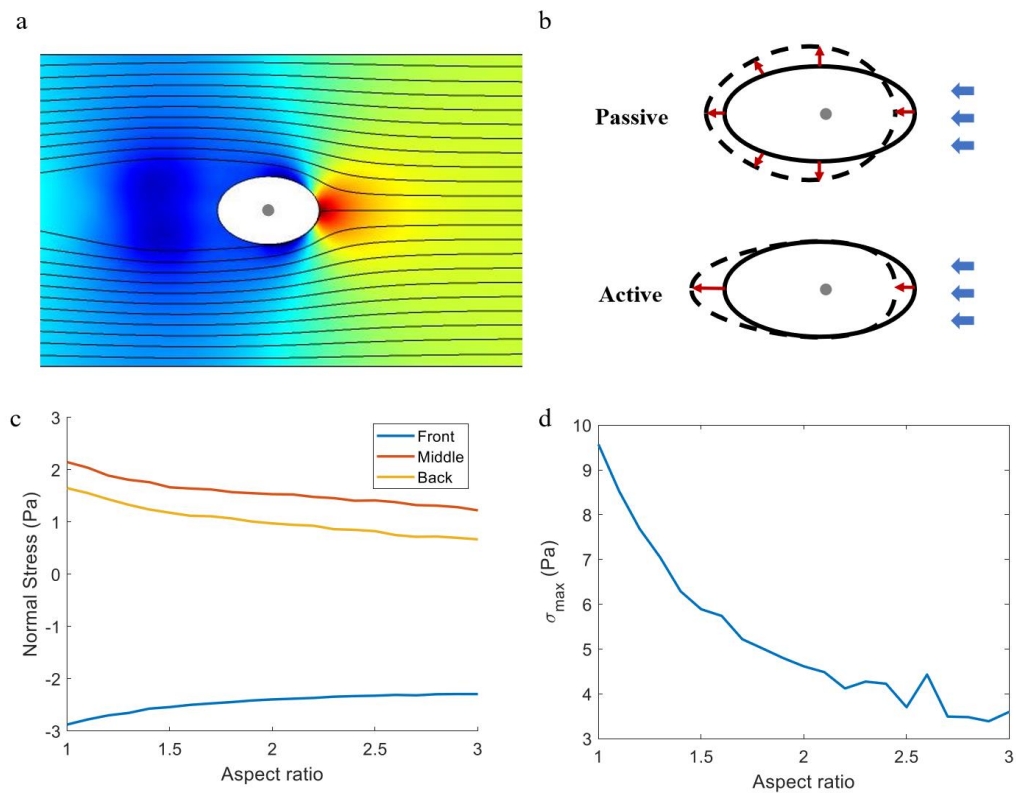 a
b
Passive
Active
c
3
2
1
0
-1
-2
-3
Normal Stress (Pa)
Front
Middle
Back
1
1.5
2
2.5
3
Aspect ratio
d
10
9
8
7
6
5
4
3
σmax (Pa)
1
1.5
2
2.5
3
Aspect ratio